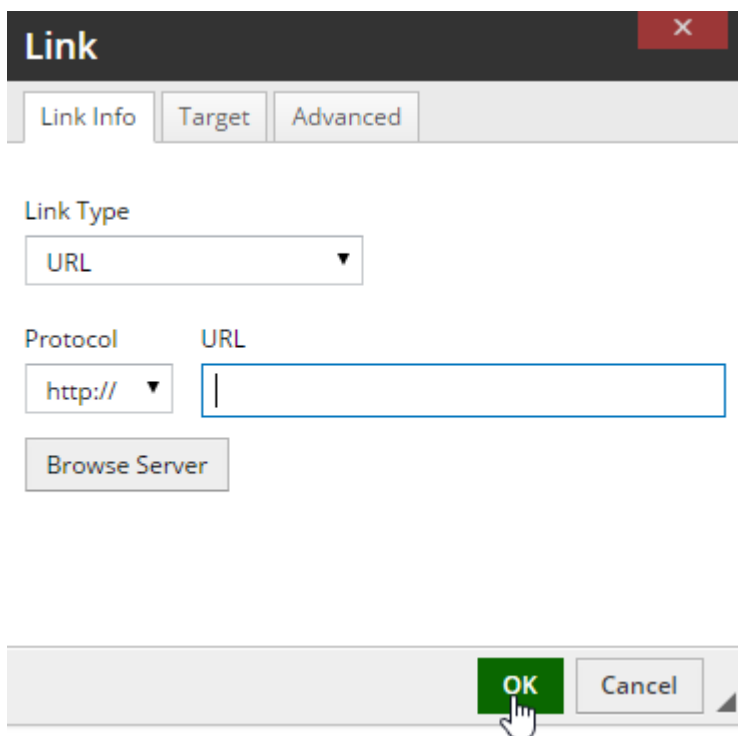 Link
Link Info Target Advanced
Link Type
URL
Protocol URL
http://
Browse Server
OK Cancel